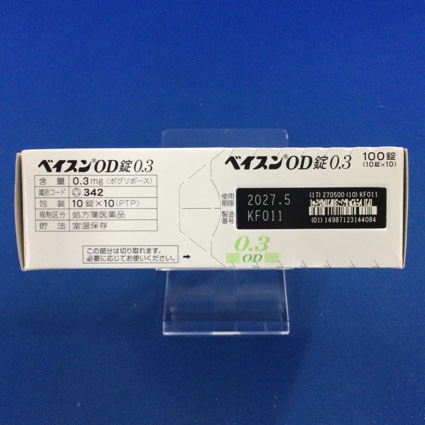 ベイスン®OD錠0.3
含 量 0.3mg(ボグリボース)
識別コード 342
包 装 10錠×10(PTP)
規制区分 処方箋医薬品
貯 法 室温保存
この部分は切り取れます。
必要に応じてお使いください。
→
ベイスン®OD錠0.3
100錠
(10錠×10)
使用期限 2027.5
製造番号 KF011
(17) 270500 (10) KF011
(01) 14987123144084
0.3
OD